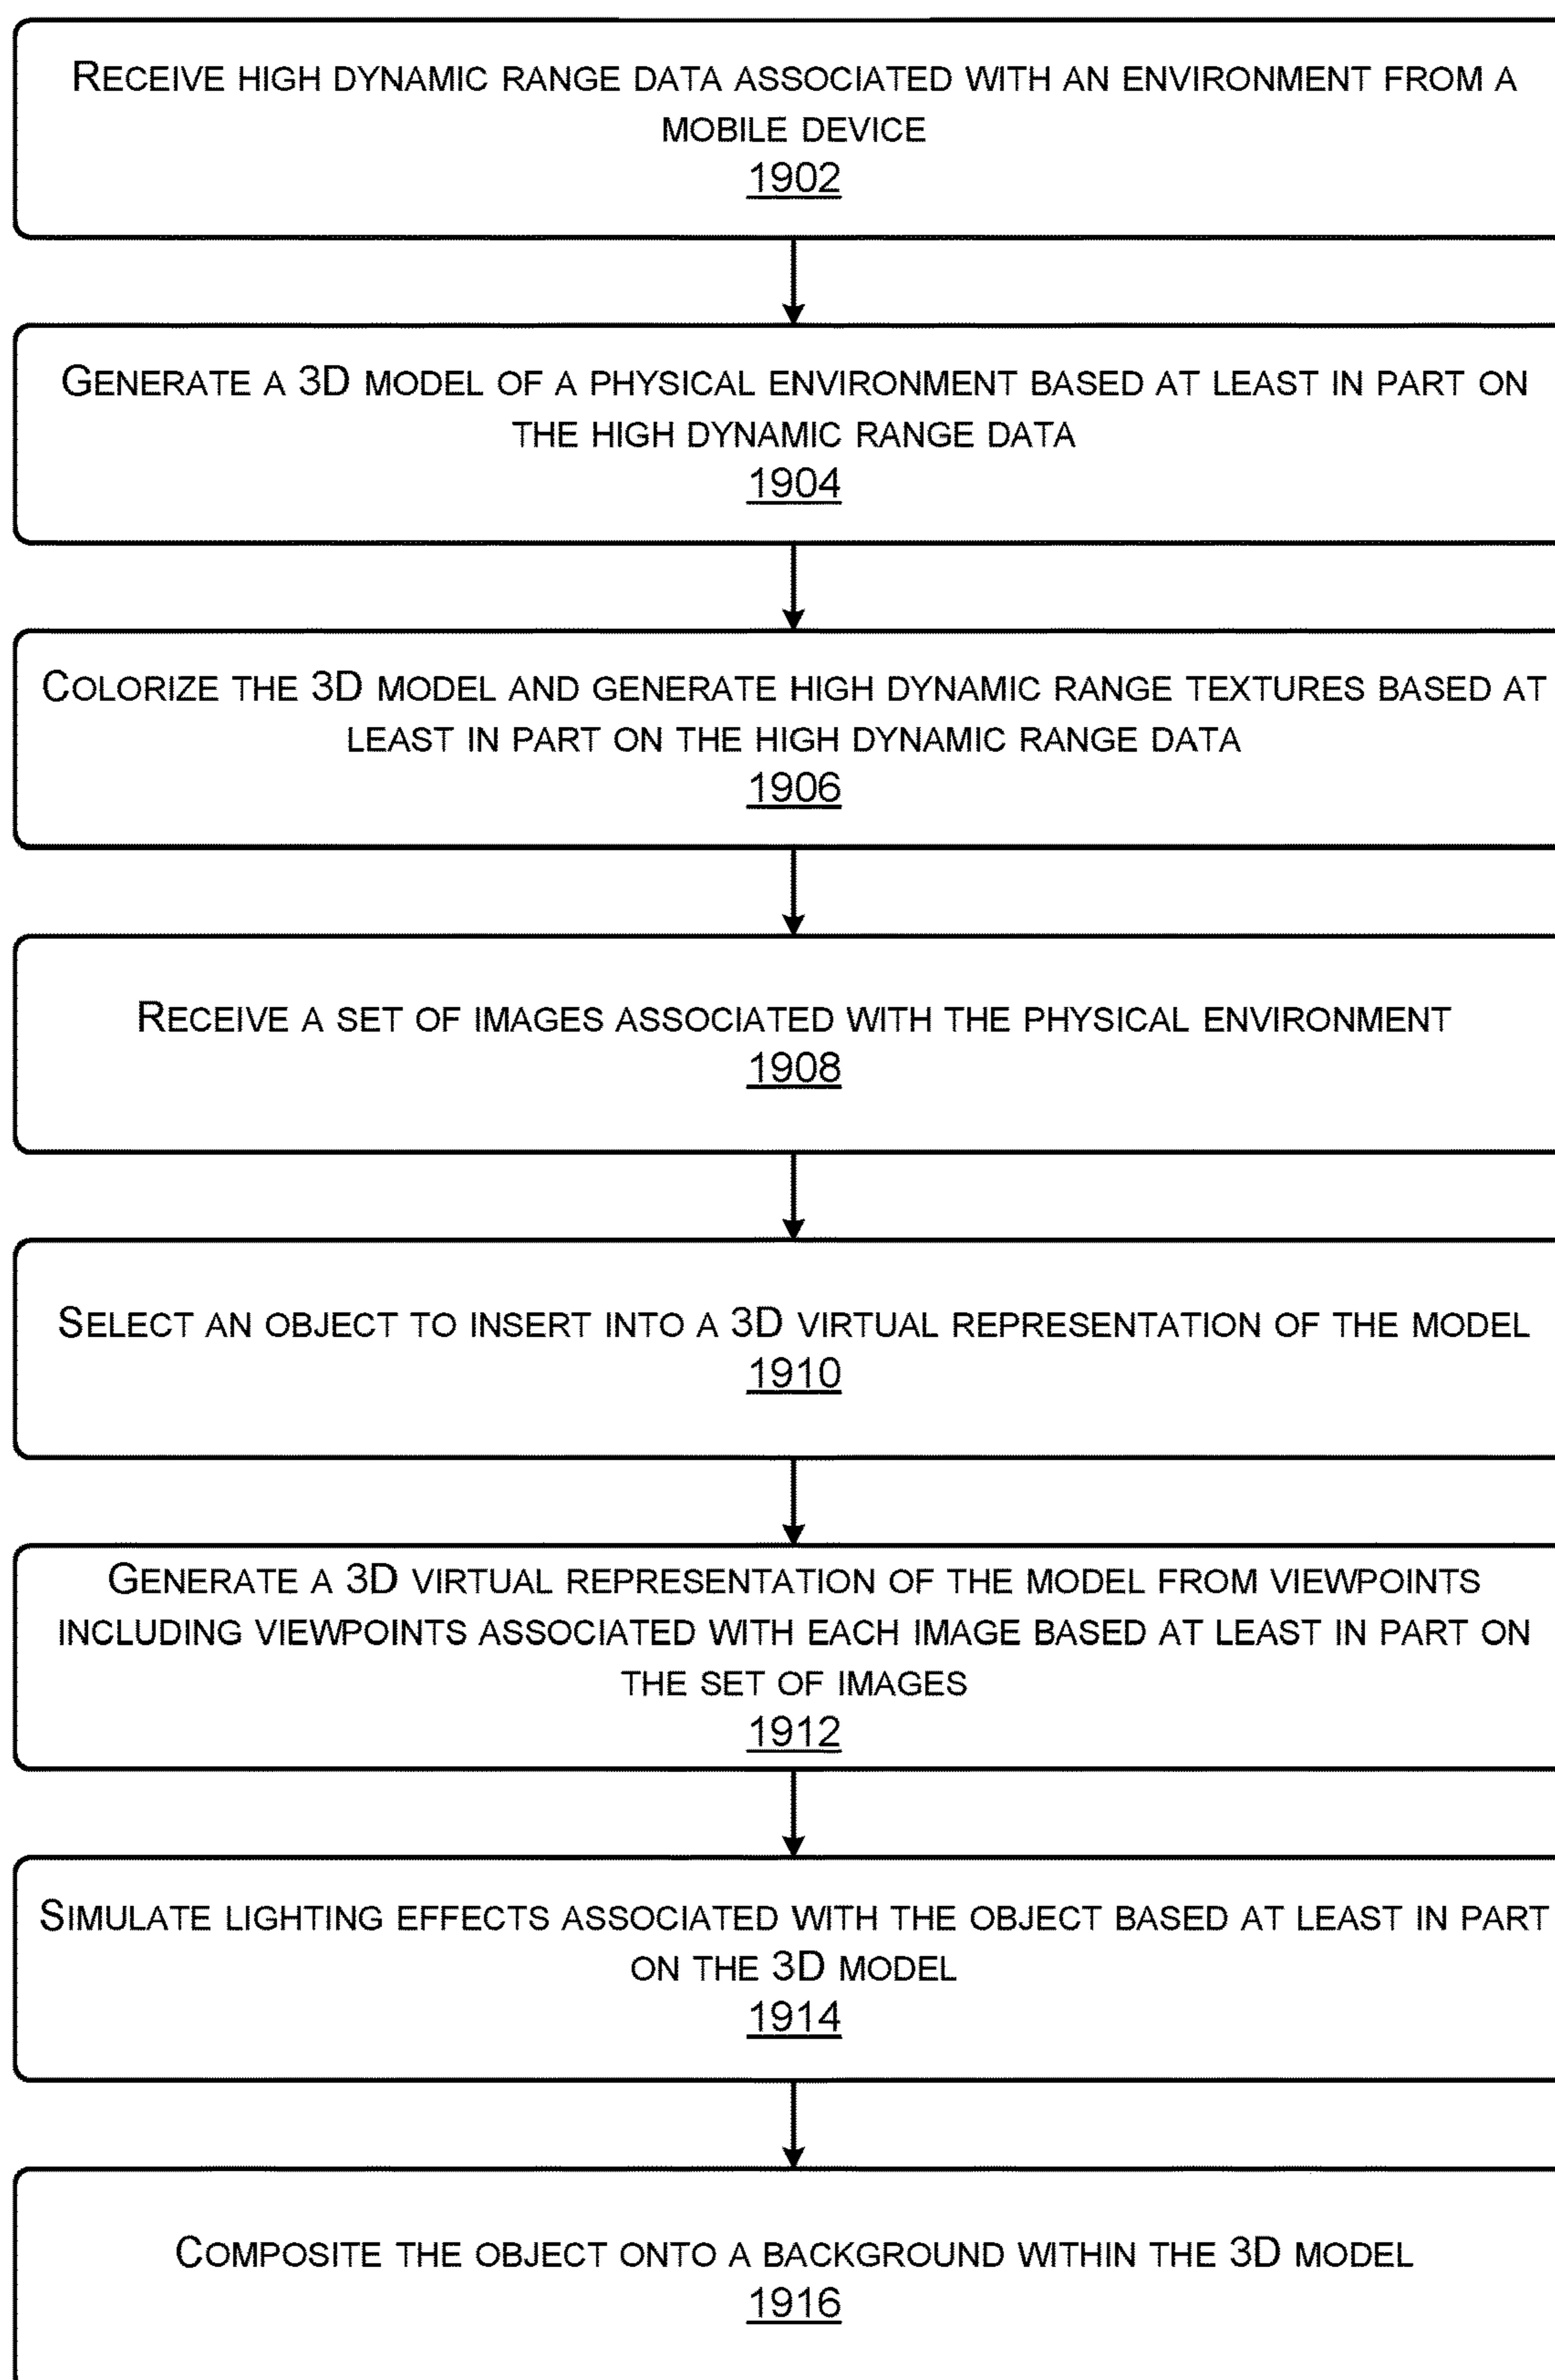 RECEIVE HIGH DYNAMIC RANGE DATA ASSOCIATED WITH AN ENVIRONMENT FROM A
MOBILE DEVICE
1902
GENERATE A 3D MODEL OF A PHYSICAL ENVIRONMENT BASED AT LEAST IN PART ON
THE HIGH DYNAMIC RANGE DATA
1904
COLORIZE THE 3D MODEL AND GENERATE HIGH DYNAMIC RANGE TEXTURES BASED AT
LEAST IN PART ON THE HIGH DYNAMIC RANGE DATA
1906
RECEIVE A SET OF IMAGES ASSOCIATED WITH THE PHYSICAL ENVIRONMENT
1908
SELECT AN OBJECT TO INSERT INTO A 3D VIRTUAL REPRESENTATION OF THE MODEL
1910
GENERATE A 3D VIRTUAL REPRESENTATION OF THE MODEL FROM VIEWPOINTS
INCLUDING VIEWPOINTS ASSOCIATED WITH EACH IMAGE BASED AT LEAST IN PART ON
THE SET OF IMAGES
1912
SIMULATE LIGHTING EFFECTS ASSOCIATED WITH THE OBJECT BASED AT LEAST IN PART
ON THE 3D MODEL
1914
COMPOSITE THE OBJECT ONTO A BACKGROUND WITHIN THE 3D MODEL
1916